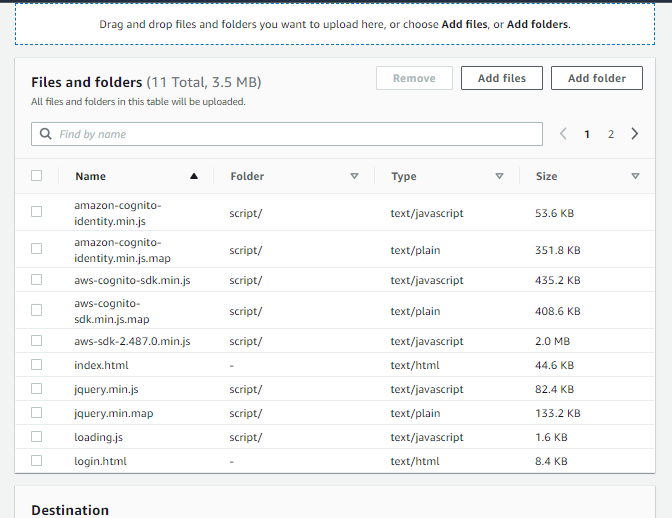 Drag and drop files and folders you want to upload here, or choose Add files, or Add folders.
Files and folders (11 Total, 3.5 MB)
Remove
Add files
Add folder
All files and folders in this table will be uploaded.
Find by name
1 2
Name Folder Type Size
amazon-cognito-
identity.min.js script/ text/javascript 53.6 KB
amazon-cognito-
identity.min.js.map script/ text/plain 351.8 KB
aws-cognito-sdk.min.js script/ text/javascript 435.2 KB
aws-cognito-
sdk.min.js.map script/ text/plain 408.6 KB
aws-sdk-2.487.0.min.js script/ text/javascript 2.0 MB
index.html - text/html 44.6 KB
jquery.min.js script/ text/javascript 82.4 KB
jquery.min.map script/ text/plain 133.2 KB
loading.js script/ text/javascript 1.6 KB
login.html - text/html 8.4 KB
Destination